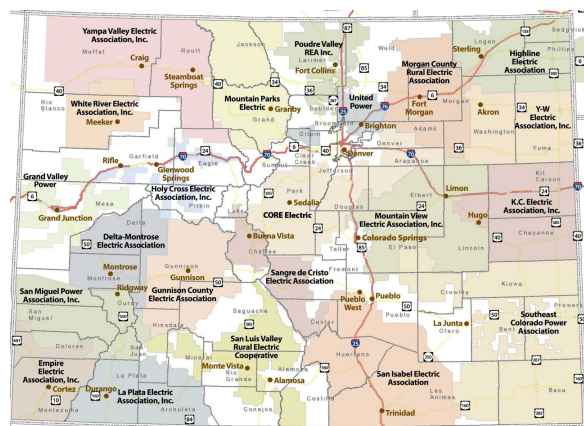 Yampa Valley Electric
Association, Inc.
Moffat
Routt
Craig
Steamboat
Springs
Jackson
Poudre Valley
REA Inc.
Larimer
Fort Collins
Weld
Morgan County
Rural Electric
Association
Logan
Sterling
Sedgwick
Phillips
Highline
Electric
Association
Rio
Blanco
White River Electric
Association, Inc.
Meeker
Mountain Parks
Electric
Granby
Grand
Boulder
Broomfield
United
Power
Brighton
Fort
Morgan
Morgan
Adams
Akron
Washington
Y-W
Electric
Association, Inc.
Yuma
Rifle
Garfield
Glenwood
Springs
Eagle
Summit
Gilpin
Clear
Creek
Denver
Denver
Jefferson
Arapahoe
Grand Valley
Power
Mesa
Grand Junction
Holy Cross Electric
Association, Inc.
Pitkin
Lake
Park
Sedalia
CORE Electric
Douglas
Elbert
Limon
Kit
Carson
K.C. Electric
Association, Inc.
Hugo
Cheyenne
Lincoln
Mountain View
Electric
Association, Inc.
Colorado Springs
El Paso
Teller
Delta
Delta-Montrose
Electric Association
Montrose
Montrose
Ridgway
Ouray
Gunnison
Gunnison
Gunnison County
Electric Association
Buena Vista
Chaffee
Sangre de Cristo
Electric Association
Fremont
Custer
Pueblo
West
Pueblo
Pueblo
Crowley
Kiowa
Prowers
Bent
La Junta
Otero
Southeast
Colorado Power
Association
San Miguel Power
Association, Inc.
San
Miguel
Dolores
San
Juan
Hinsdale
Saguache
San Luis Valley
Rural Electric
Cooperative
Mineral
Monte Vista
Rio
Grande
Alamosa
Alamosa
Huerfano
San Isabel Electric
Association
Las
Animas
Baca
Empire
Electric
Association, Inc.
Cortez
Montezuma
La Plata
Durango
La Plata Electric
Association, Inc.
Archuleta
Conejos
Costilla
Trinidad